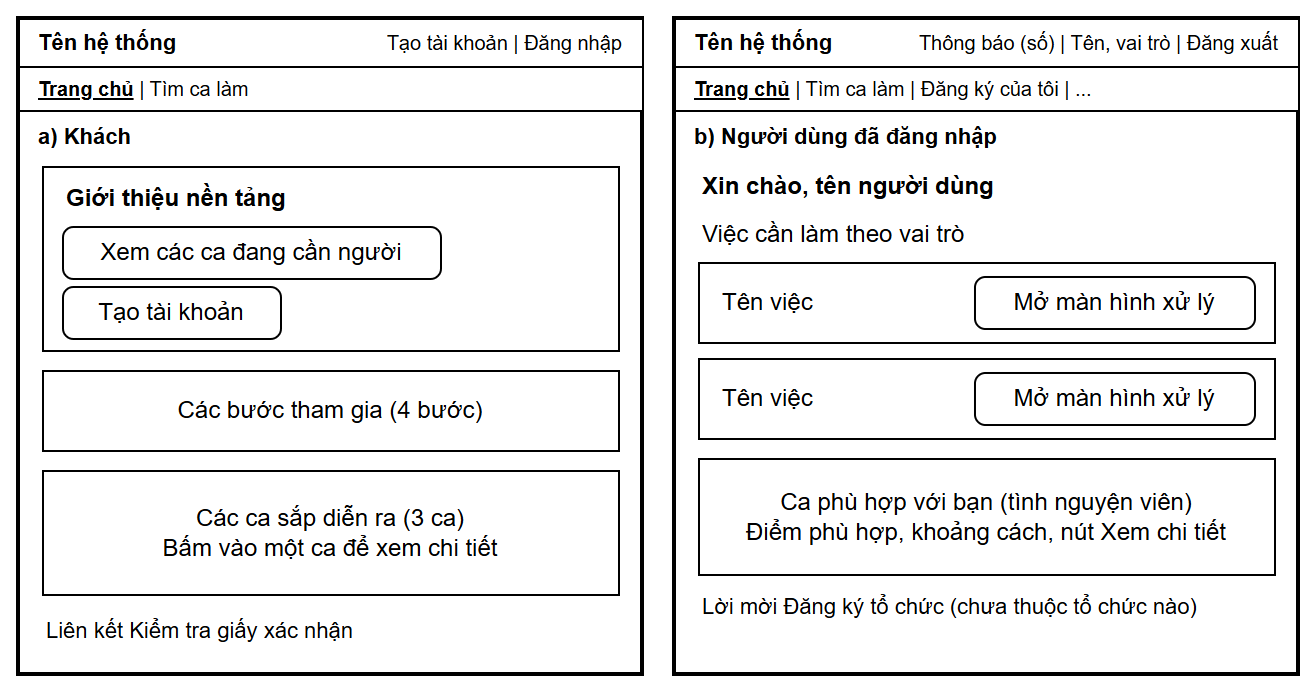 Tên hệ thống
Tạo tài khoản | Đăng nhập
Trang chủ | Tìm ca làm
a) Khách
Giới thiệu nền tảng
Xem các ca đang cần người
Tạo tài khoản
Các bước tham gia (4 bước)
Các ca sắp diễn ra (3 ca)
Bấm vào một ca để xem chi tiết
Liên kết Kiểm tra giấy xác nhận
Tên hệ thống
Thông báo (số) | Tên, vai trò | Đăng xuất
Trang chủ | Tìm ca làm | Đăng ký của tôi | ...
b) Người dùng đã đăng nhập
Xin chào, tên người dùng
Việc cần làm theo vai trò
Tên việc
Mở màn hình xử lý
Tên việc
Mở màn hình xử lý
Ca phù hợp với bạn (tình nguyện viên)
Điểm phù hợp, khoảng cách, nút Xem chi tiết
Lời mời Đăng ký tổ chức (chưa thuộc tổ chức nào)